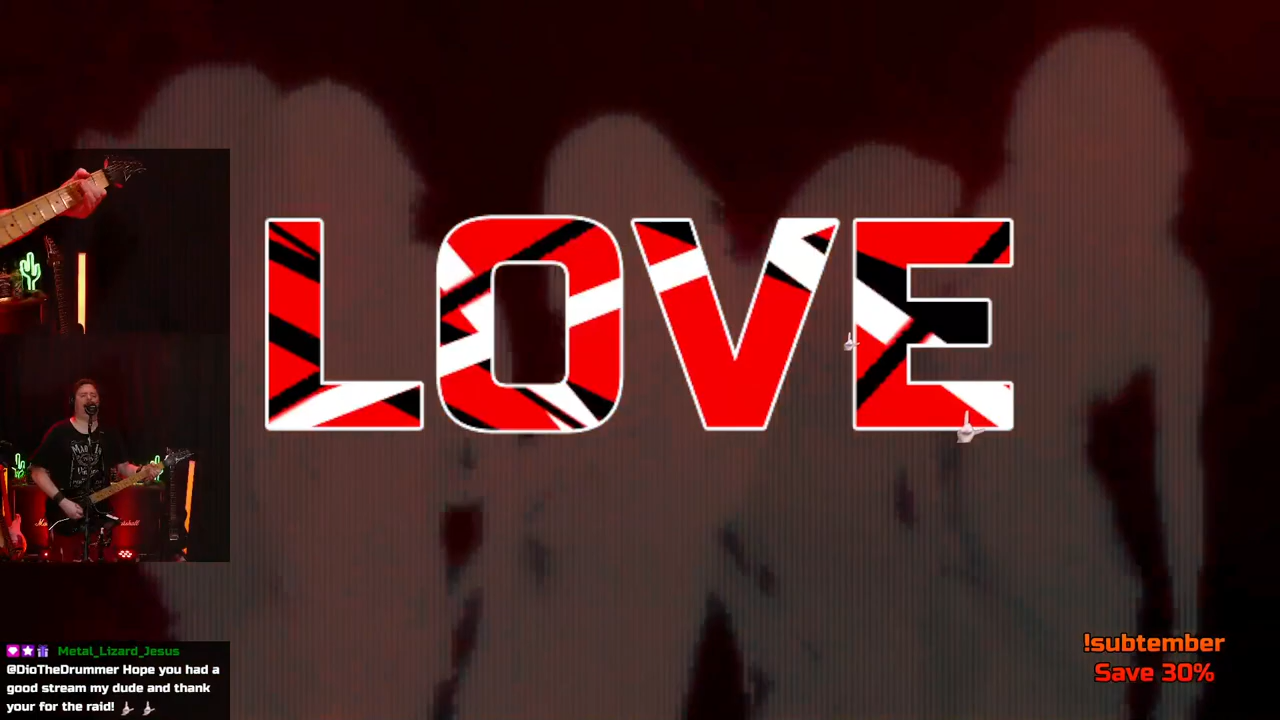 LOVE
Metal_Lizard_Jesus
@DioTheDrummer Hope you had a
good stream my dude and thank
your for the raid!
!subtember
Save 30%